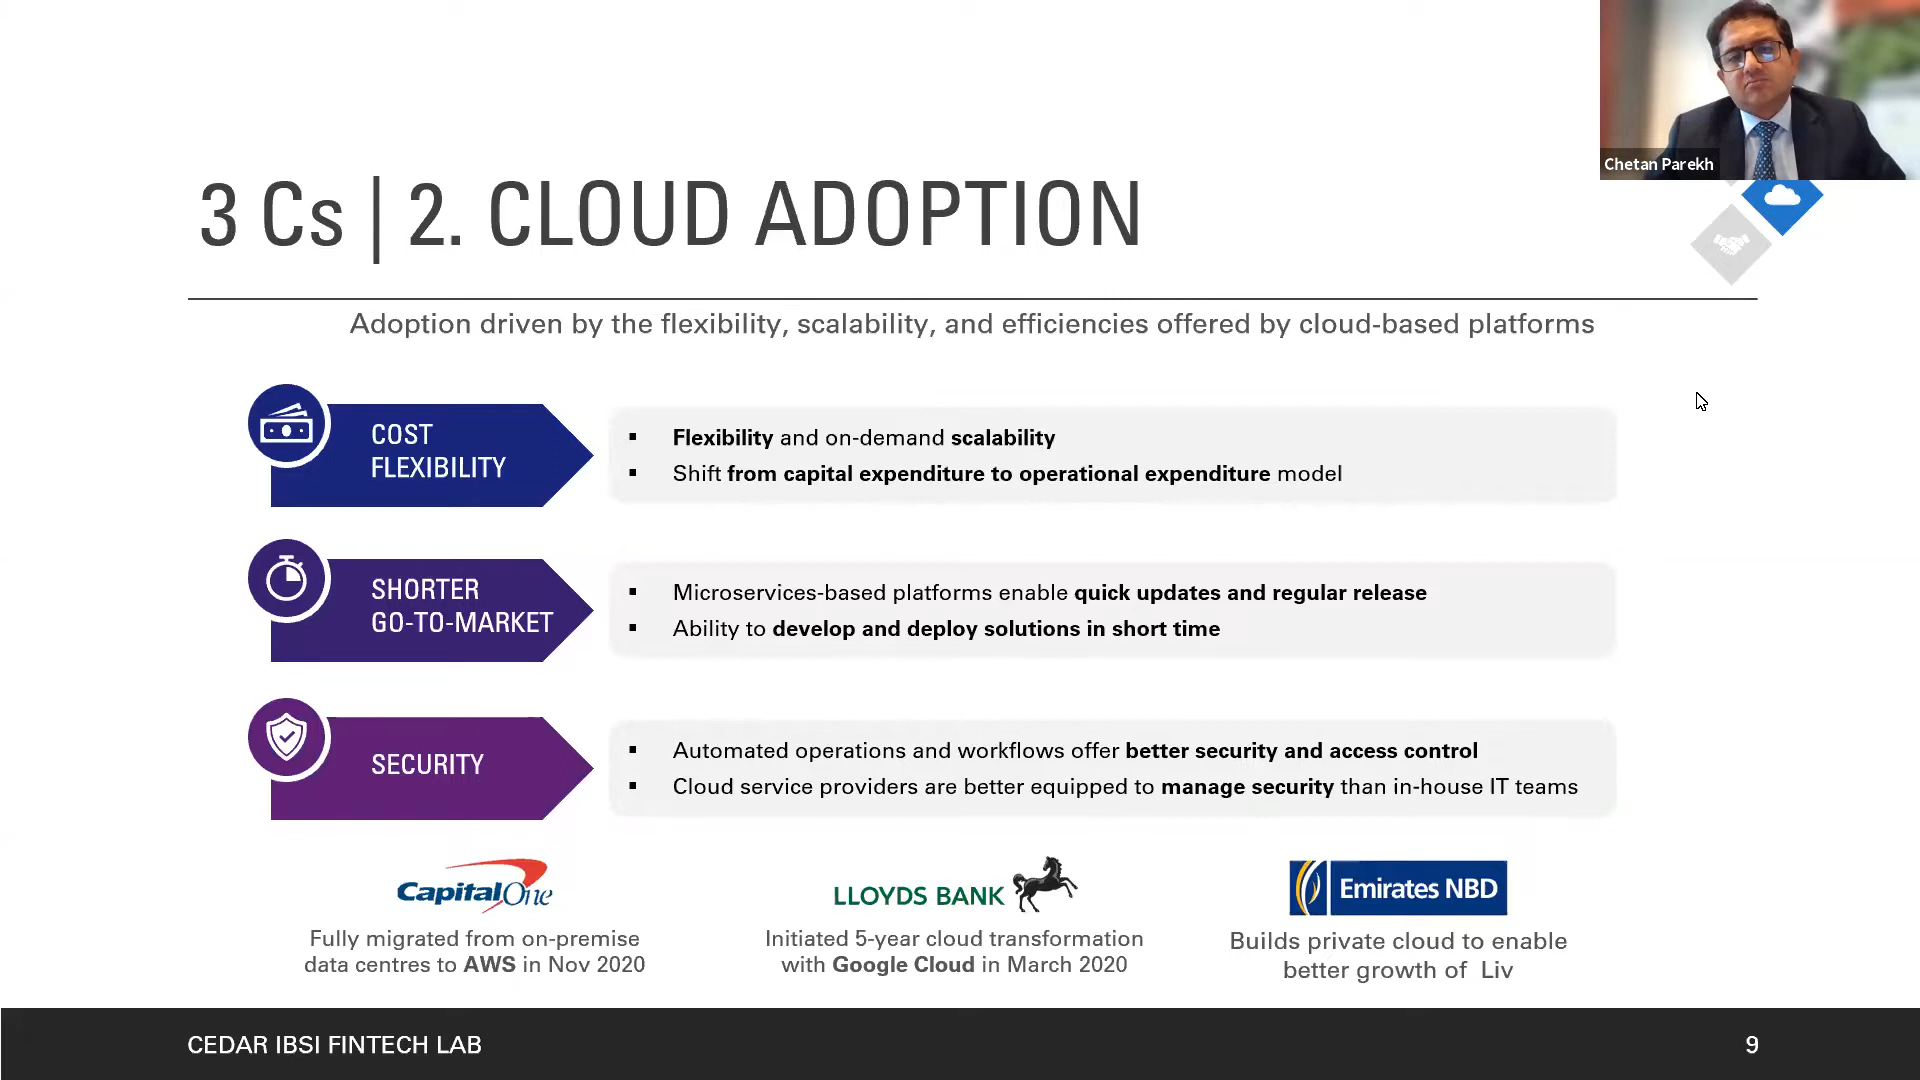 Chetan Parekh
3 Cs | 2. CLOUD ADOPTION
Adoption driven by the flexibility, scalability, and efficiencies offered by cloud-based platforms
COST
FLEXIBILITY
▪ Flexibility and on-demand scalability
▪ Shift from capital expenditure to operational expenditure model
SHORTER
GO-TO-MARKET
▪ Microservices-based platforms enable quick updates and regular release
▪ Ability to develop and deploy solutions in short time
SECURITY
▪ Automated operations and workflows offer better security and access control
▪ Cloud service providers are better equipped to manage security than in-house IT teams
Capital One
Fully migrated from on-premise
data centres to AWS in Nov 2020
LLOYDS BANK
Initiated 5-year cloud transformation
with Google Cloud in March 2020
Emirates NBD
Builds private cloud to enable
better growth of Liv
CEDAR IBSI FINTECH LAB
9